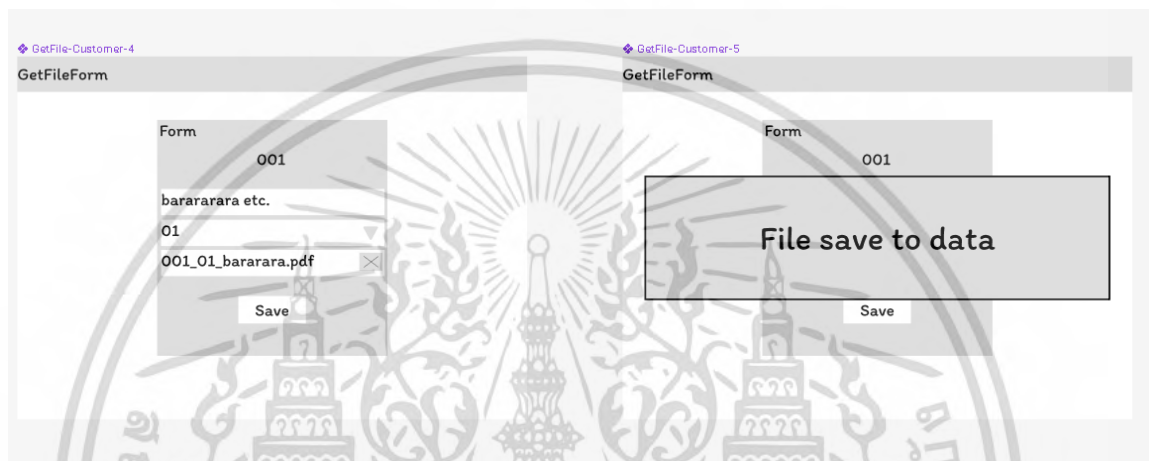 GetFile-Customer-4
GetFileForm
Form
001
barararara etc.
01
001_01_bararara.pdf
Save
GetFile-Customer-5
GetFileForm
Form
001
File save to data
Save